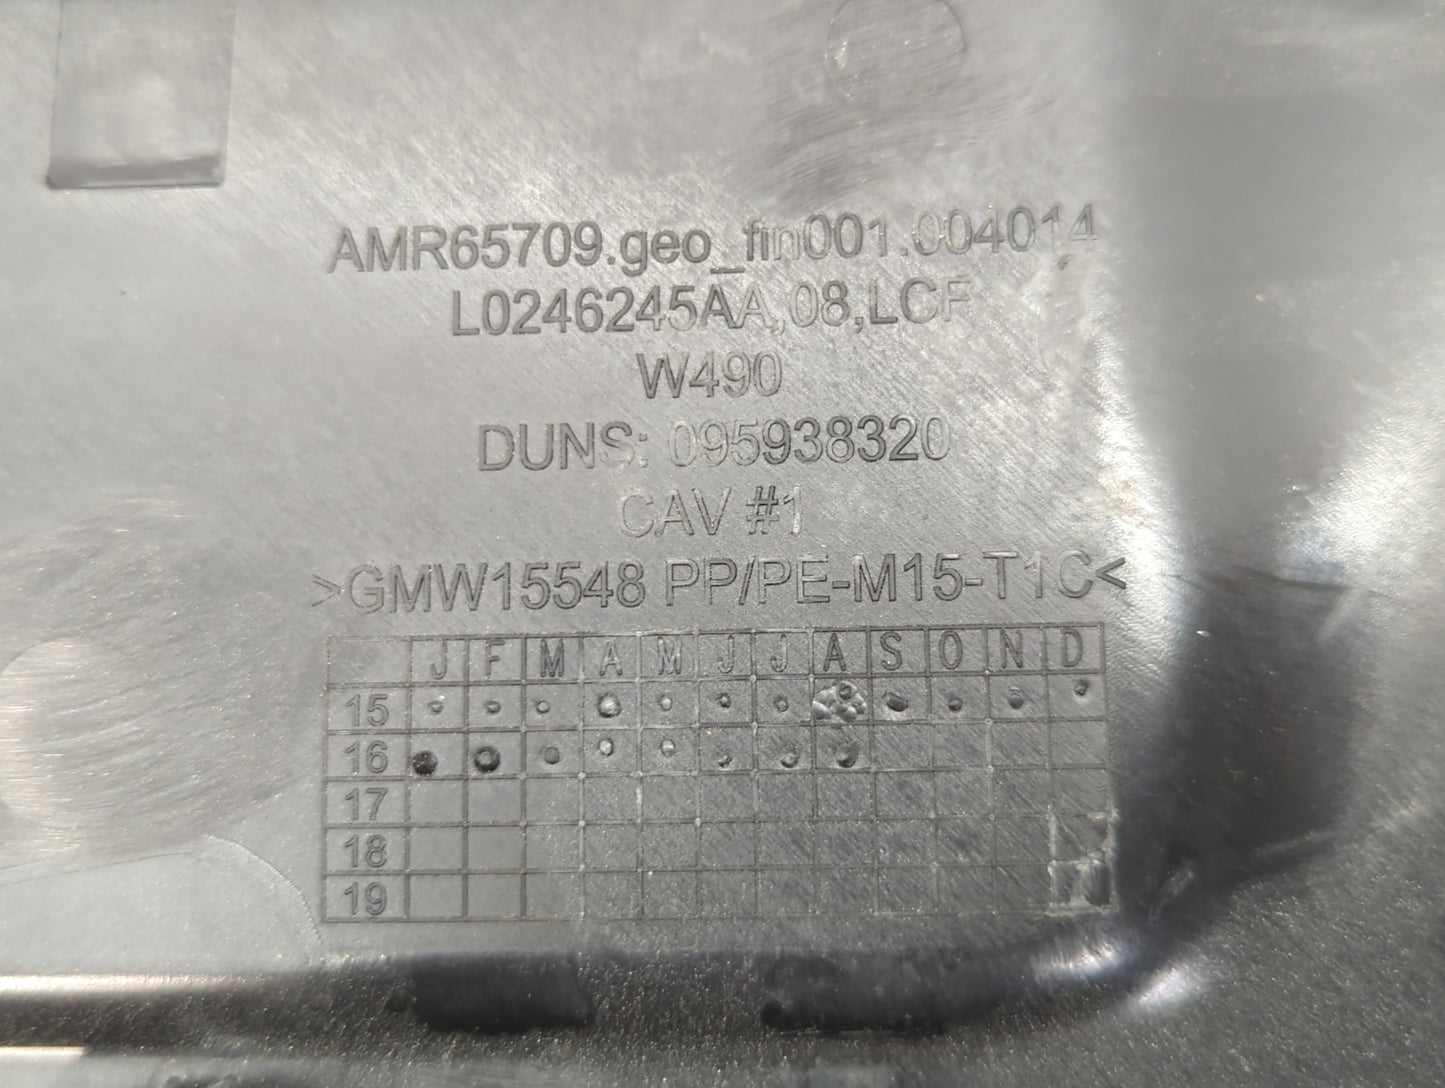 AMR65709.geo_fin001.004014
L0246245AA,08,LCF
W490
DUNS: 095938320
CAV #1
>GMW15548 PP/PE-M15-T1C<
J F M A M J J A S O N D
15
16
17
18
19